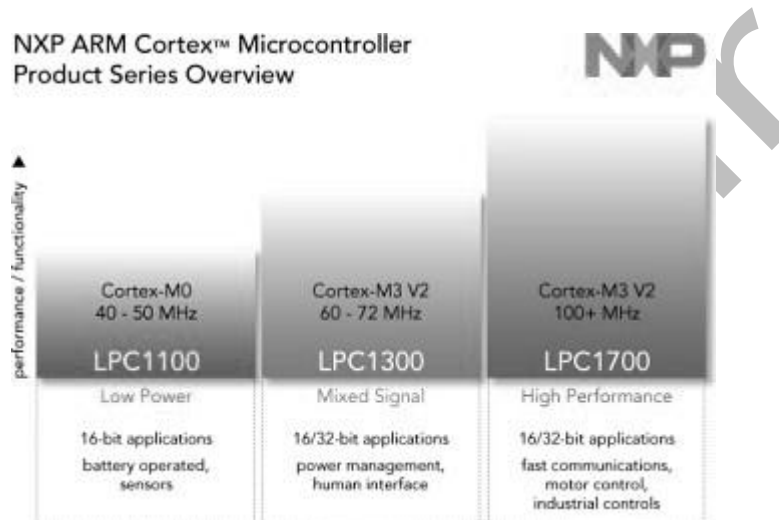 NXP ARM Cortex™ Microcontroller
Product Series Overview
NXP
performance / functionality
Cortex-M0
40 - 50 MHz
LPC1100
Low Power
16-bit applications
battery operated,
sensors
Cortex-M3 V2
60 - 72 MHz
LPC1300
Mixed Signal
16/32-bit applications
power management,
human interface
Cortex-M3 V2
100+ MHz
LPC1700
High Performance
16/32-bit applications
fast communications,
motor control,
industrial controls